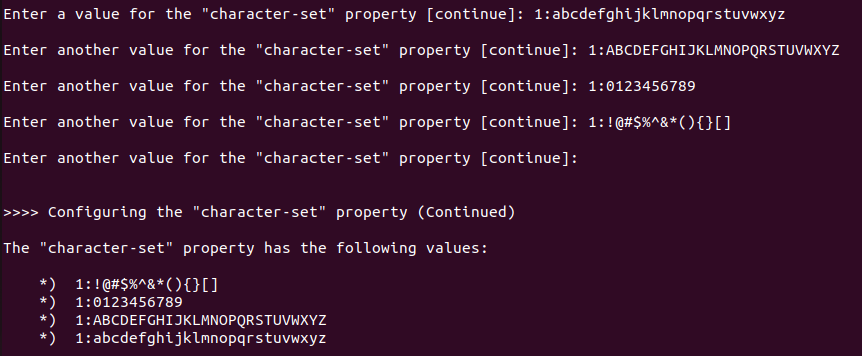 Enter a value for the "character-set" property [continue]: 1:abcdefghijklmnopqrstuvwxyz
Enter another value for the "character-set" property [continue]: 1:ABCDEFGHIJKLMNOPQRSTUVWXYZ
Enter another value for the "character-set" property [continue]: 1:0123456789
Enter another value for the "character-set" property [continue]: 1:!@#$%^&*(){}[]
Enter another value for the "character-set" property [continue]:
>>>> Configuring the "character-set" property (Continued)
The "character-set" property has the following values:
*)  1:!@#$%^&*(){}[]
*)  1:0123456789
*)  1:ABCDEFGHIJKLMNOPQRSTUVWXYZ
*)  1:abcdefghijklmnopqrstuvwxyz